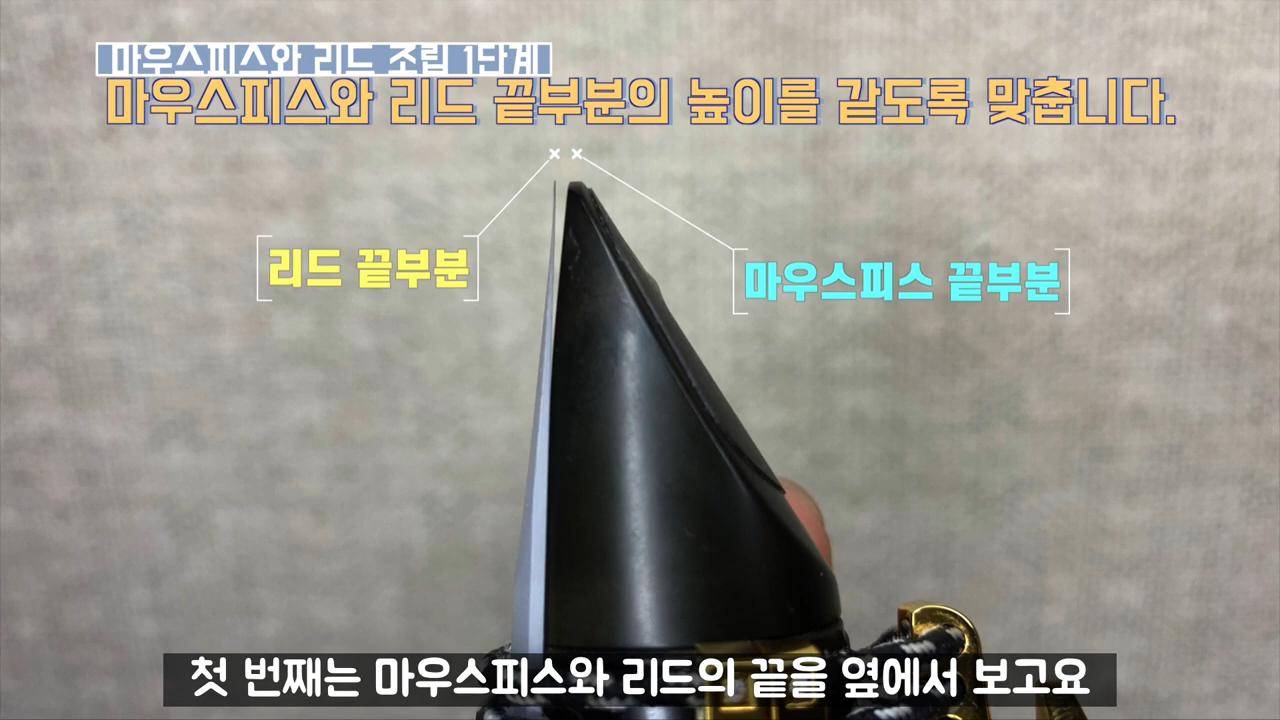 마우스피스와 리드 조립 1단계
마우스피스와 리드 끝부분의 높이를 같도록 맞춥니다.
리드 끝부분
마우스피스 끝부분
첫 번째는 마우스피스와 리드의 끝을 옆에서 보고요